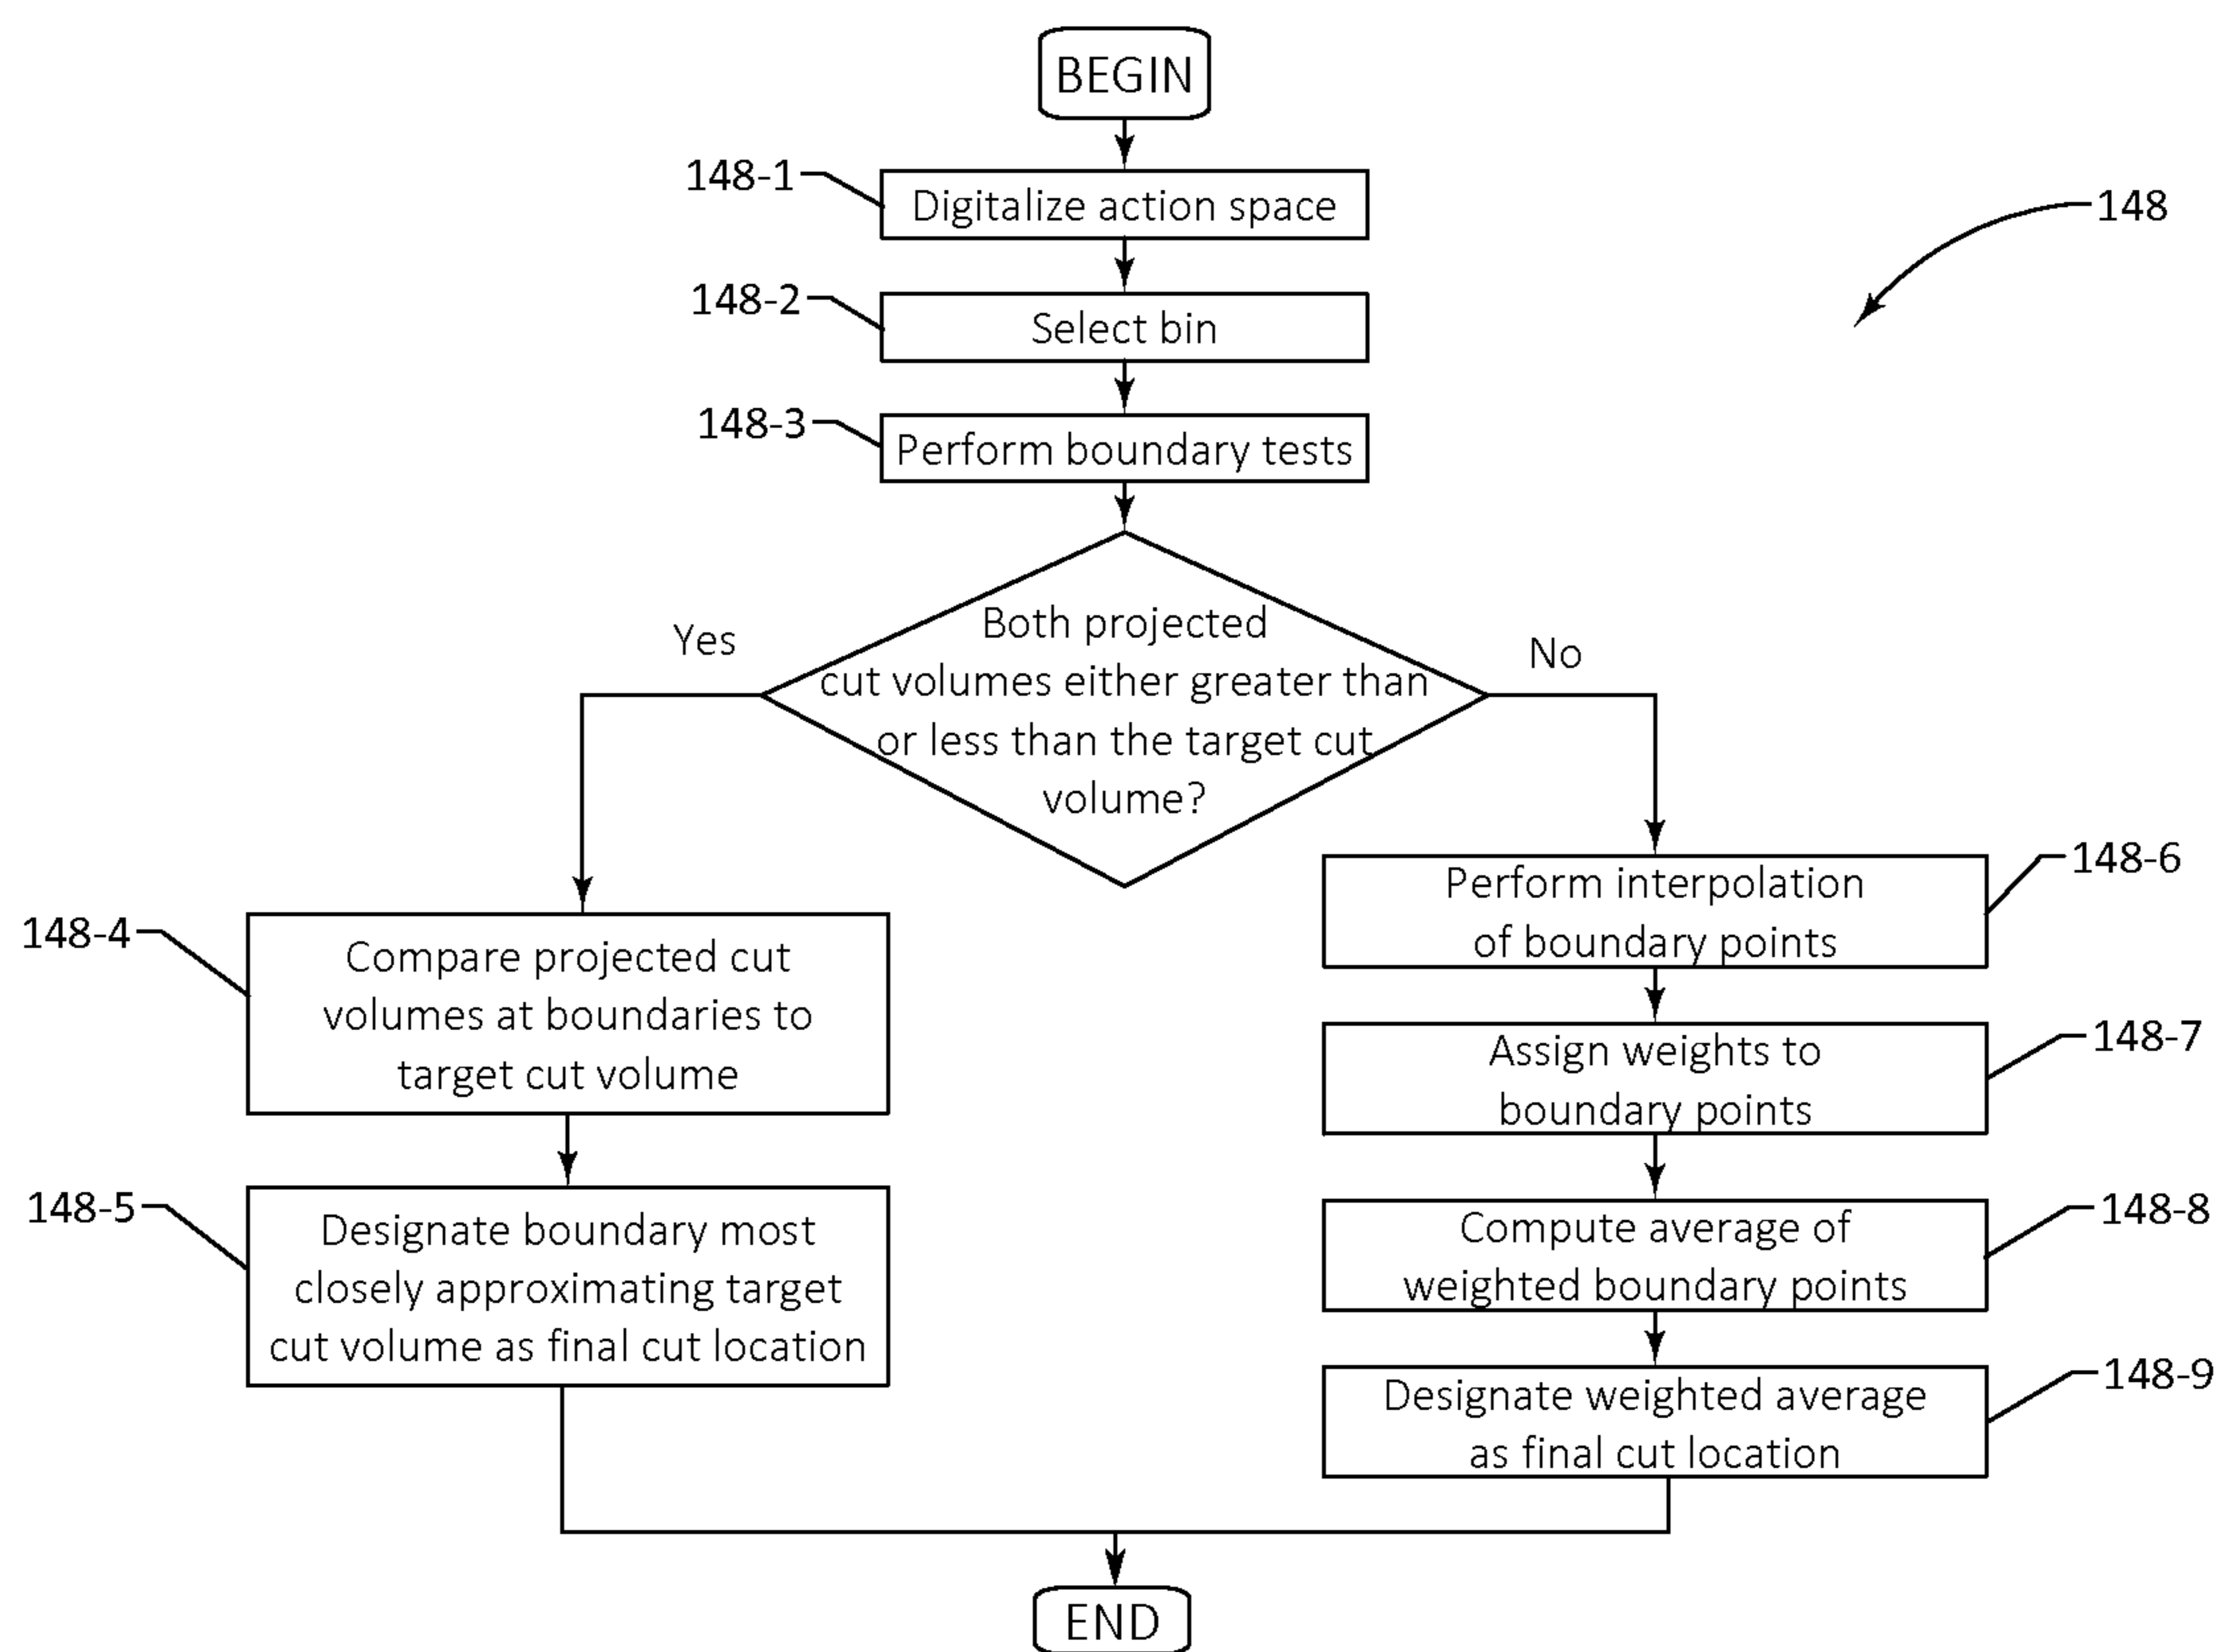 BEGIN
148-1
Digitalize action space
148
148-2
Select bin
148-3
Perform boundary tests
Both projected
cut volumes either greater than
or less than the target cut
volume?
Yes
No
148-4
Compare projected cut
volumes at boundaries to
target cut volume
148-5
Designate boundary most
closely approximating target
cut volume as final cut location
Perform interpolation
of boundary points
148-6
Assign weights to
boundary points
148-7
Compute average of
weighted boundary points
148-8
Designate weighted average
as final cut location
148-9
END